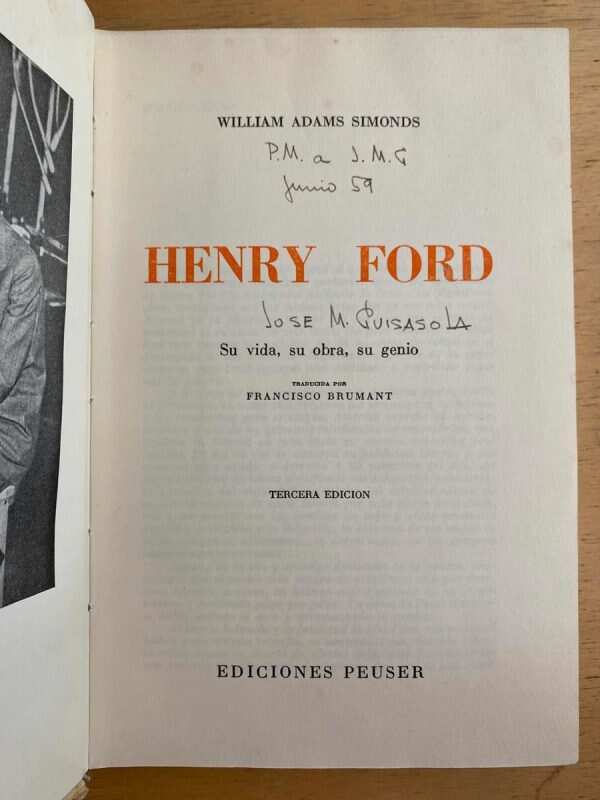 WILLIAM ADAMS SIMONDS
P.M. a J.M.G
Junio 59
HENRY FORD
JOSE M. GUISASOLA
Su vida, su obra, su genio
TRADUCIDA POR
FRANCISCO BRUMANT
TERCERA EDICION
EDICIONES PEUSER